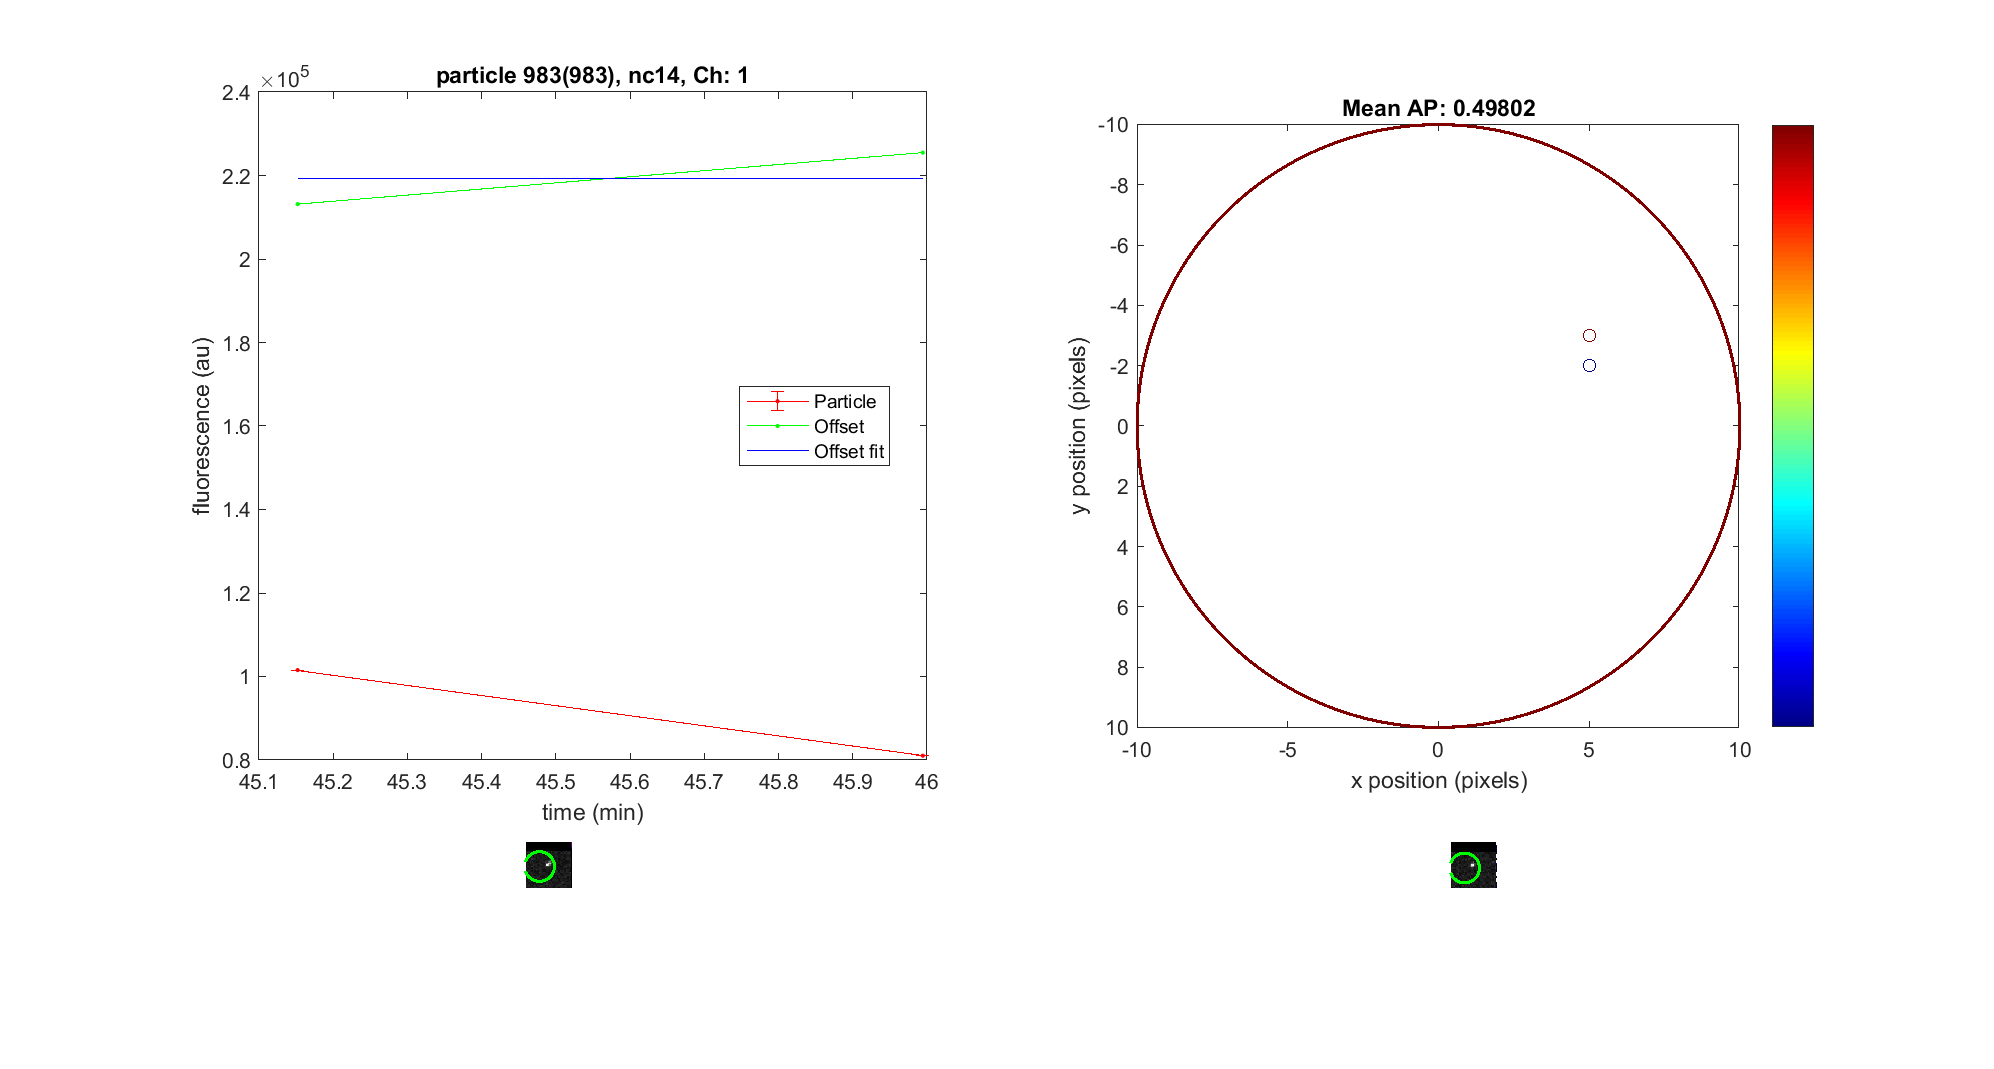 particle 983(983), nc14, Ch: 1
×10^5
2.4
2.2
2
1.8
1.6
1.4
1.2
1
0.8
fluorescence (au)
45.1 45.2 45.3 45.4 45.5 45.6 45.7 45.8 45.9 46
time (min)
Particle
Offset
Offset fit
Mean AP: 0.49802
-10
-8
-6
-4
-2
0
2
4
6
8
10
y position (pixels)
-10 -5 0 5 10
x position (pixels)